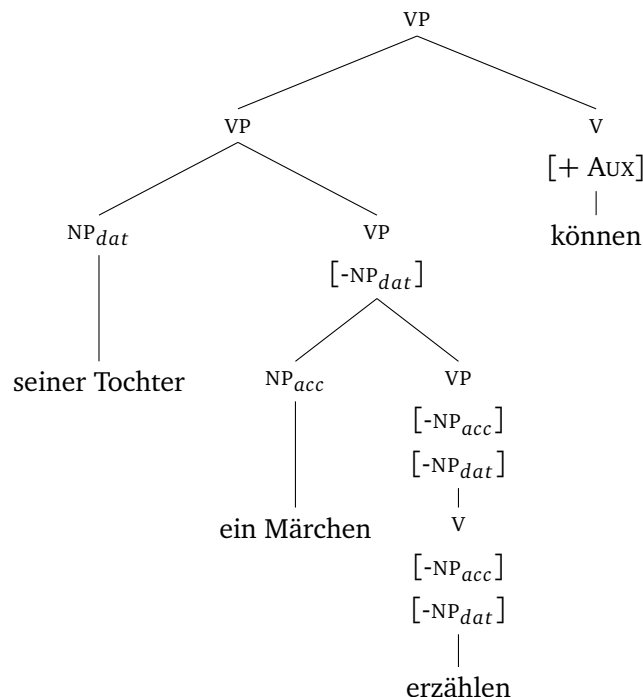 VP
VP V
[+ AUX]
NP_dat VP können
[-NP_dat]
seiner Tochter NP_acc VP
[-NP_acc]
[-NP_dat]
ein Märchen V
[-NP_acc]
[-NP_dat]
erzählen